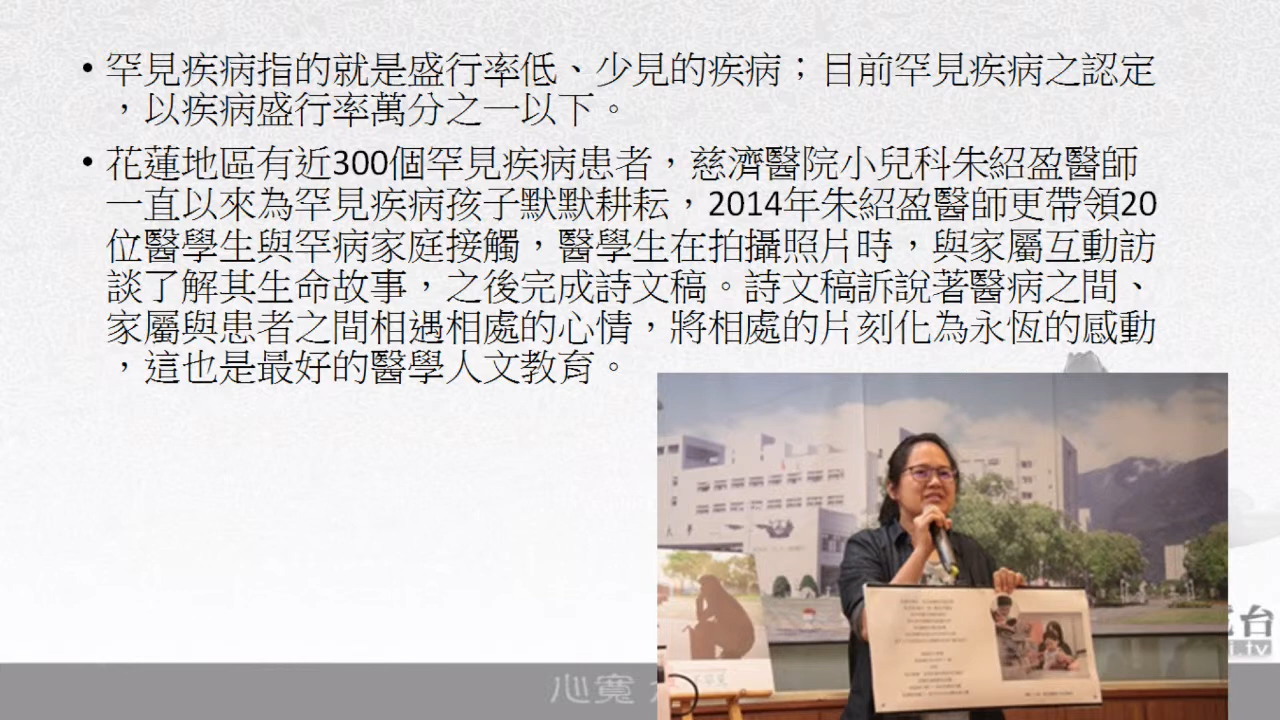 • 罕見疾病指的就是盛行率低、少見的疾病；目前罕見疾病之認定
，以疾病盛行率萬分之一以下。
• 花蓮地區有近300個罕見疾病患者，慈濟醫院小兒科朱紹盈醫師
一直以來為罕見疾病孩子默默耕耘，2014年朱紹盈醫師更帶領20
位醫學生與罕病家庭接觸，醫學生在拍攝照片時，與家屬互動訪
談了解其生命故事，之後完成詩文稿。詩文稿訴說著醫病之間、
家屬與患者之間相遇相處的心情，將相處的片刻化為永恆的感動
，這也是最好的醫學人文教育。
台
i.tv
心寬